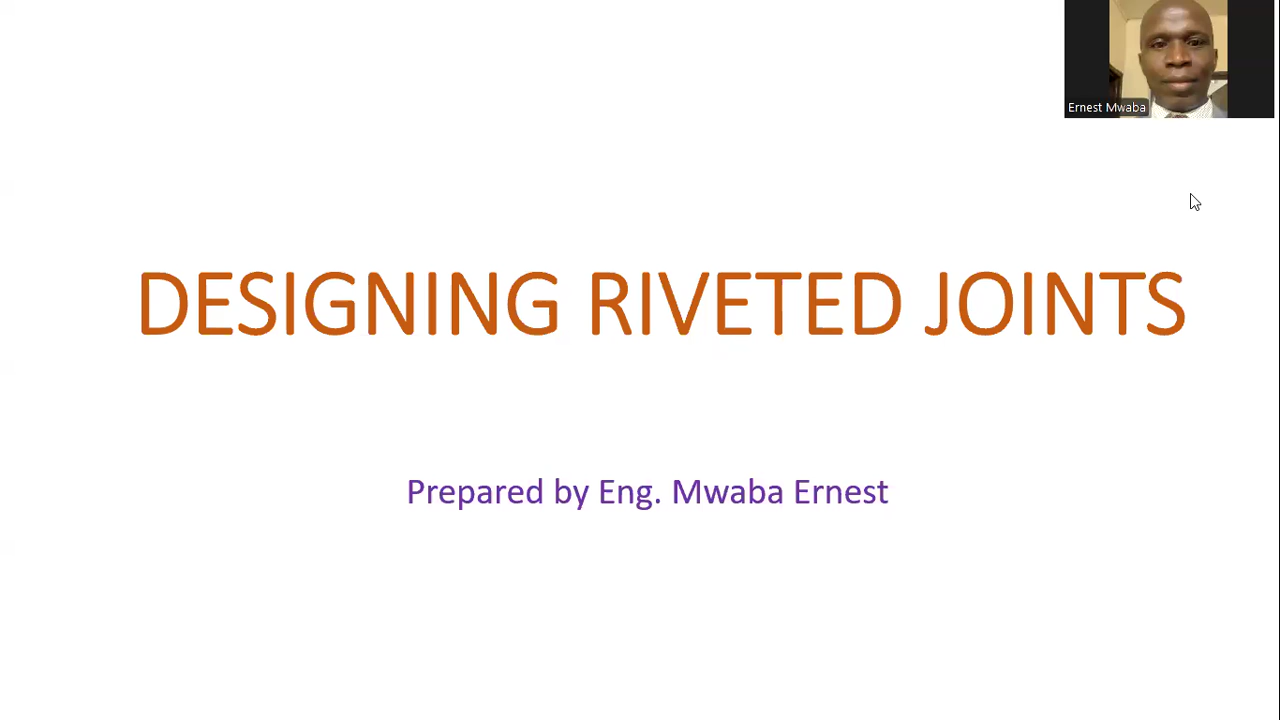 Ernest Mwaba
DESIGNING RIVETED JOINTS
Prepared by Eng. Mwaba Ernest